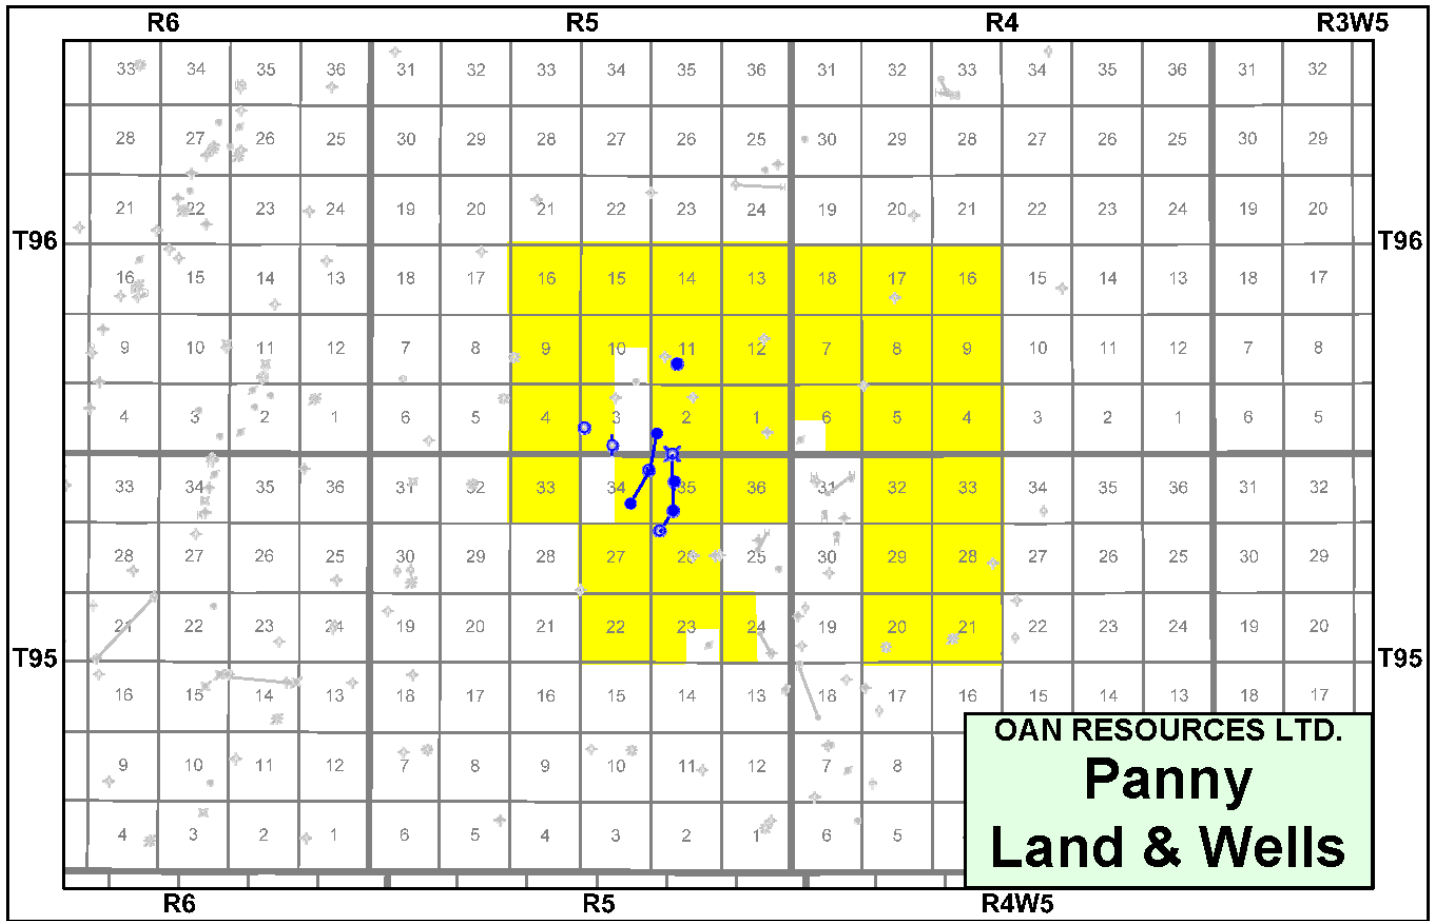 R6 R5 R4 R3W5
33 34 35 36 31 32 33 34 35 36 31 32 33 34 35 36 31 32
28 27 26 25 30 29 28 27 26 25 30 29 28 27 26 25 30 29
21 22 23 24 19 20 21 22 23 24 19 20 21 22 23 24 19 20
T96 T96
16 15 14 13 18 17 16 15 14 13 18 17 16 15 14 13 18 17
9 10 11 12 7 8 9 10 11 12 7 8 9 10 11 12 7 8
4 3 2 1 6 5 4 3 2 1 6 5 4 3 2 1 6 5
33 34 35 36 31 32 33 34 35 36 31 32 33 34 35 36 31 32
28 27 26 25 30 29 28 27 26 25 30 29 28 27 26 25 30 29
21 22 23 24 19 20 21 22 23 24 19 20 21 22 23 24 19 20
T95 T95
16 15 14 13 18 17 16 15 14 13 18 17 16 15 14 13 18 17
9 10 11 12 7 8 9 10 11 12 7 8
4 3 2 1 6 5 4 3 2 1 6 5
OAN RESOURCES LTD.
Panny
Land & Wells
R6 R5 R4W5